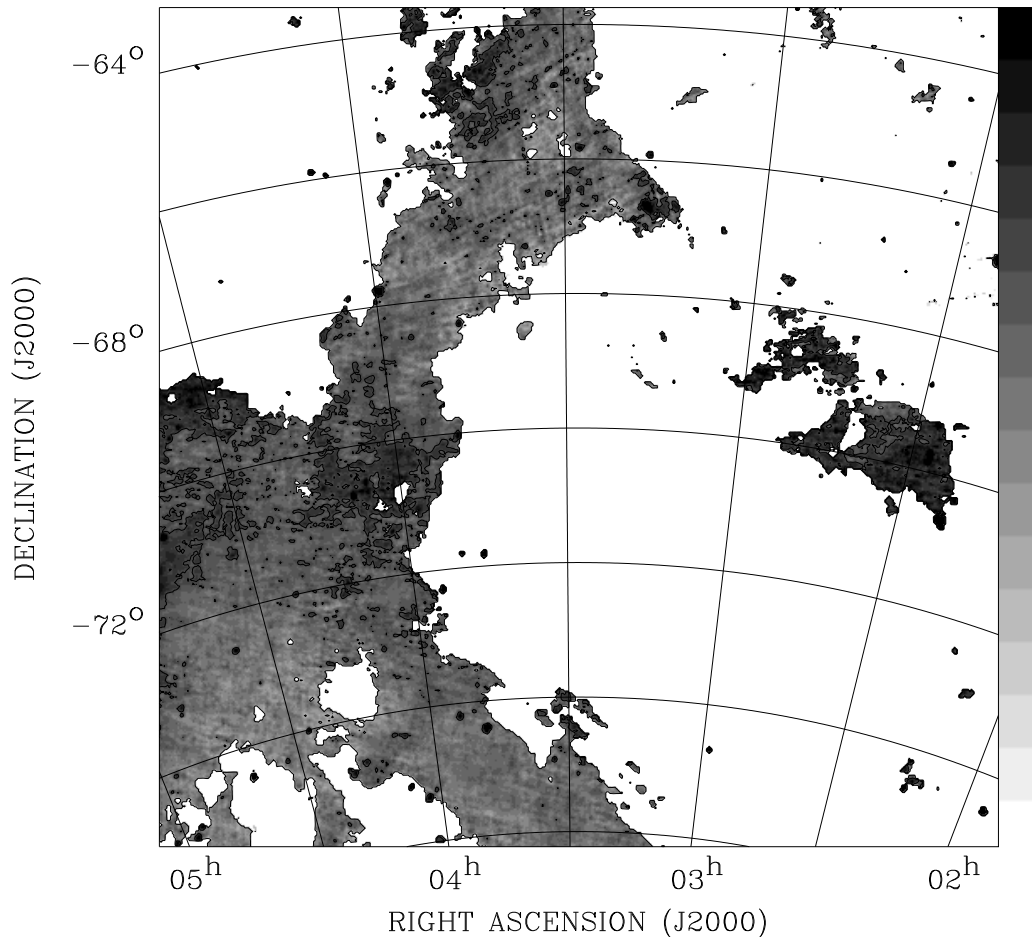 −64°
−68°
−72°
DECLINATION (J2000)
05ʰ 04ʰ 03ʰ 02ʰ
RIGHT ASCENSION (J2000)